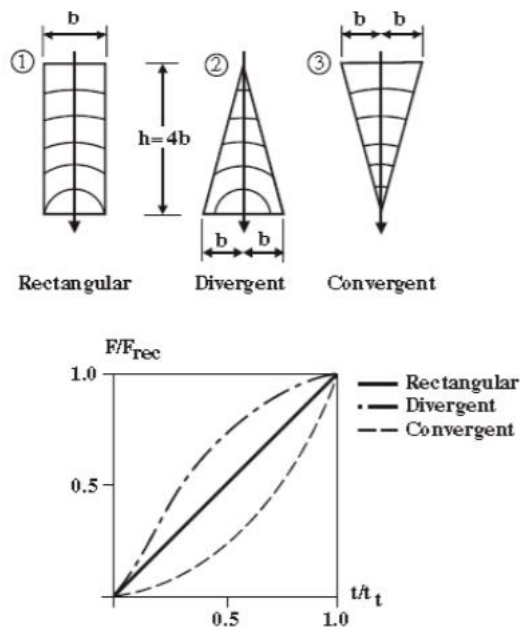 b
b b
① ② ③
h=4b
b b
Rectangular Divergent Convergent
F/Frec
1.0
Rectangular
Divergent
Convergent
0.5
t/tt
0.5 1.0